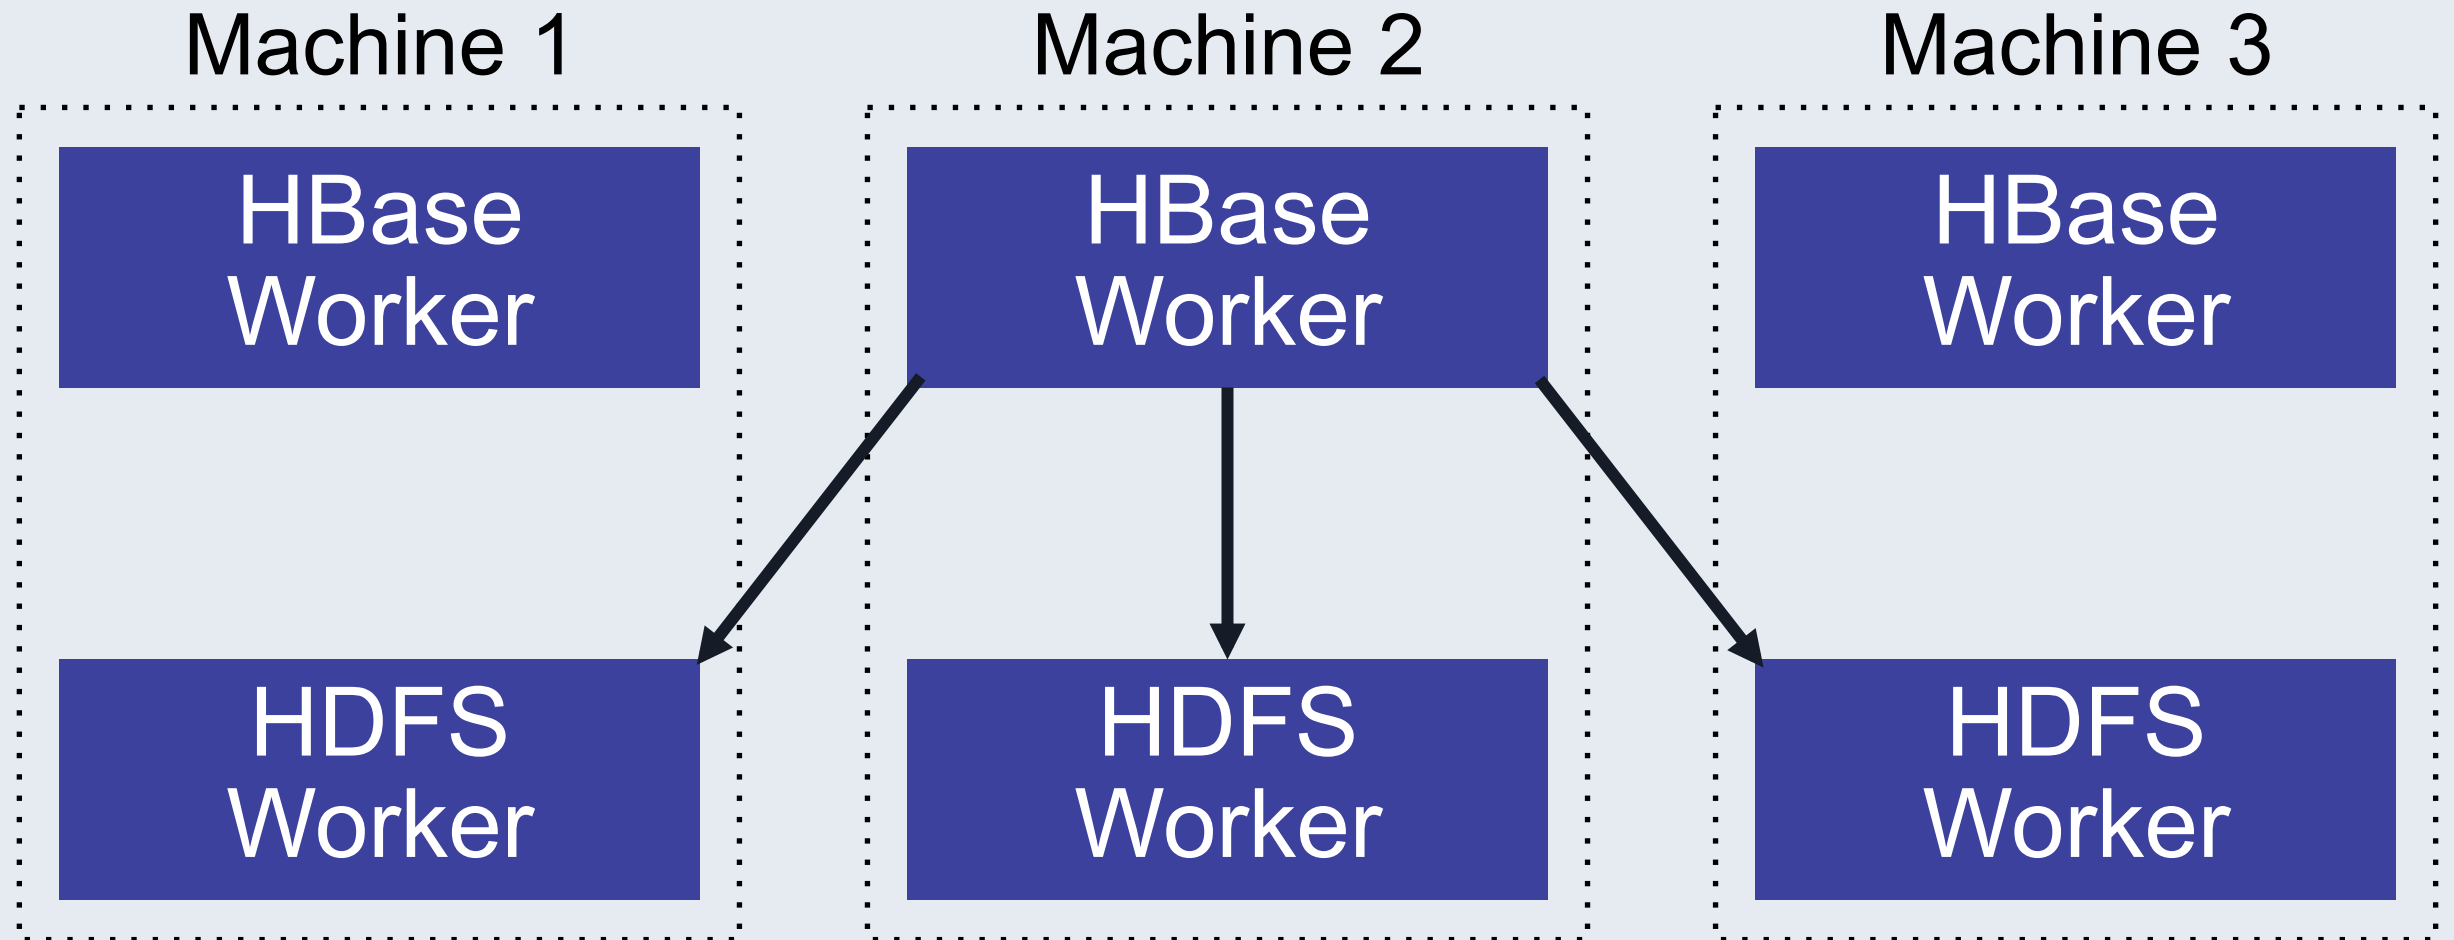 Machine 1
Machine 2
Machine 3
HBase
Worker
HBase
Worker
HBase
Worker
HDFS
Worker
HDFS
Worker
HDFS
Worker